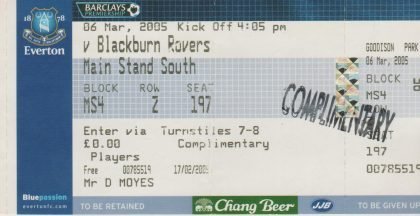 1878
Everton
BARCLAYS
PREMIERSHIP
06 Mar, 2005 Kick Off 4:05 pm
v Blackburn Rovers
Main Stand South
BLOCK ROW SEAT
MS4 Z 197
Enter via Turnstiles 7-8
£0.00 Complimentary
Players
Free 00785519 17/02/2005
Mr D MOYES
Bluepassion
evertonfc.com
TO BE RETAINED
Chang Beer
JJB
TO BE GIVEN
COMPLIMENTARY
GOODISON PARK
06 Mar, 2005
BLOCK
MS4
ROW
Z
SEAT
197
00785519